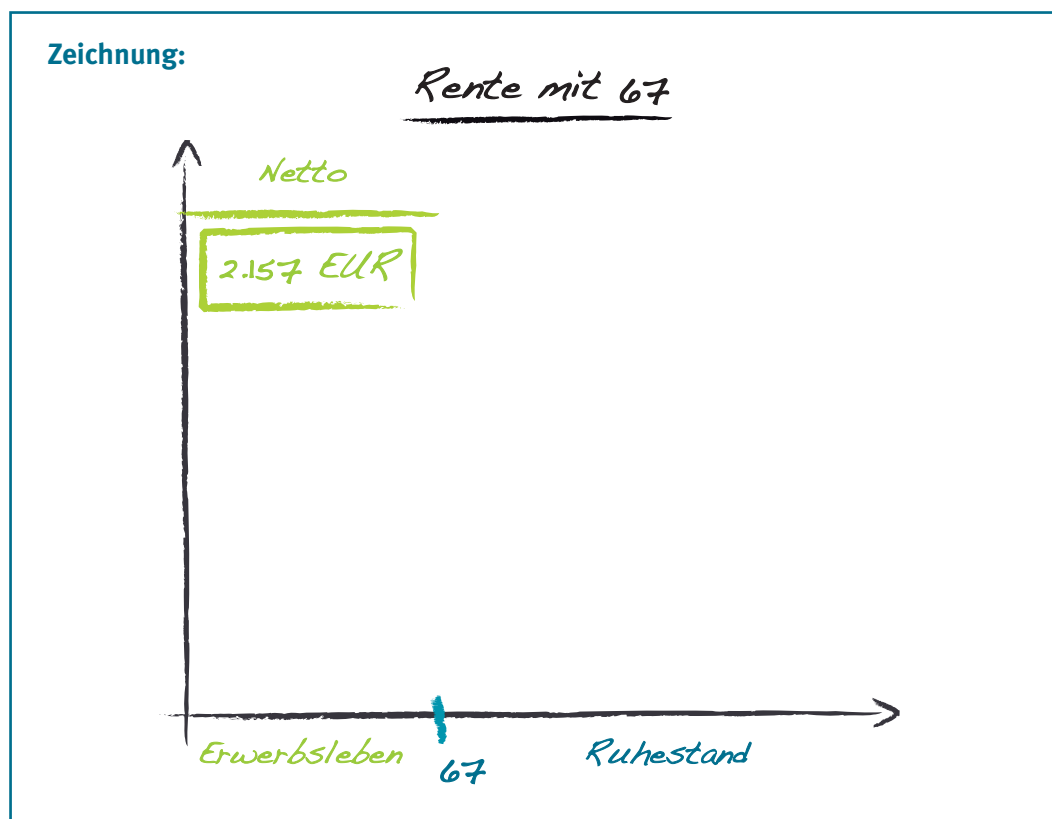 Zeichnung:
Rente mit 67
Netto
2.157 EUR
Erwerbsleben
67
Ruhestand